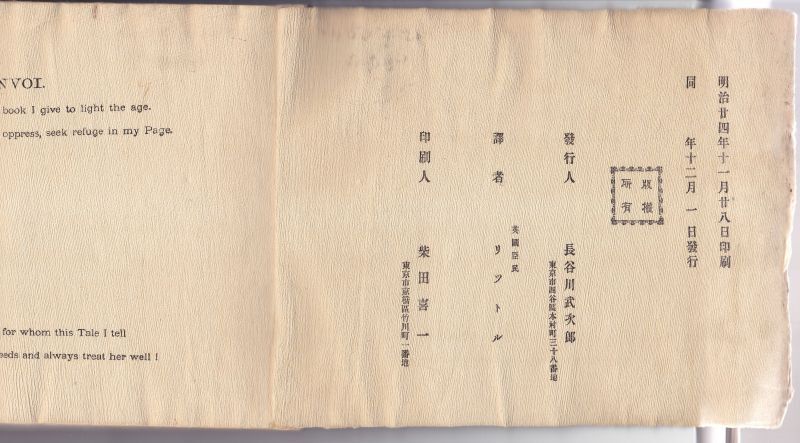 NVOI.
book I give to light the age.
oppress, seek refuge in my Page.
for whom this Tale I tell
eeds and always treat her well !
明治廿四年十一月廿八日印刷
同 年十二月一日發行
版權
所有
發行人 長谷川武次郎
東京市四谷區本村町三十八番地
譯者 英國臣民 リツトル
印刷人 柴田喜一
東京市京橋區竹川町一番地